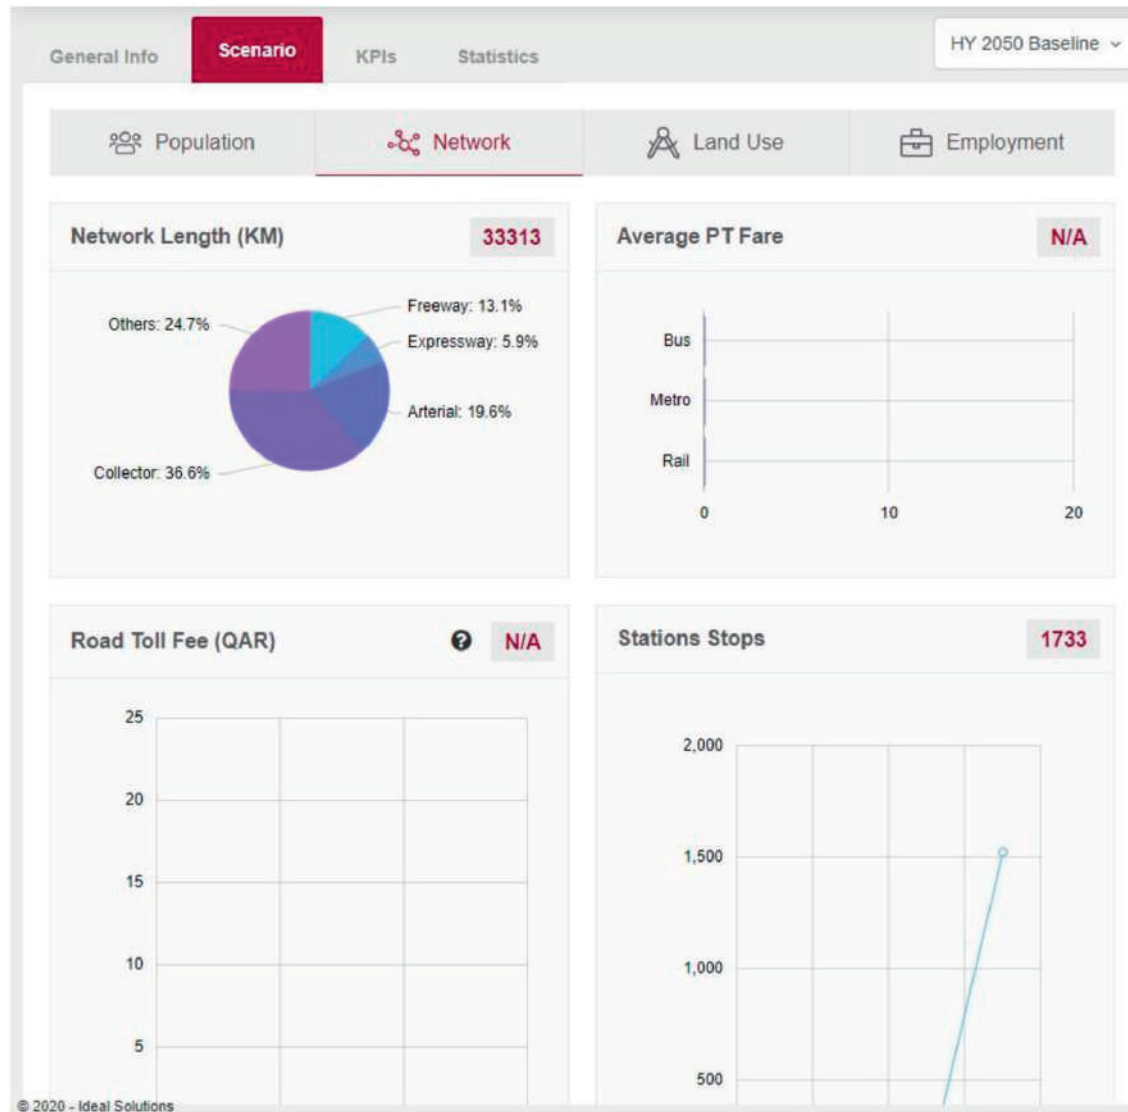 General Info Scenario KPIs Statistics HY 2050 Baseline
Population Network Land Use Employment
Network Length (KM) 33313
Others: 24.7%
Freeway: 13.1%
Expressway: 5.9%
Arterial: 19.6%
Collector: 36.6%
Average PT Fare N/A
Bus
Metro
Rail
0 10 20
Road Toll Fee (QAR) ? N/A
25
20
15
10
5
Stations Stops 1733
2,000
1,500
1,000
500
© 2020 - Ideal Solutions